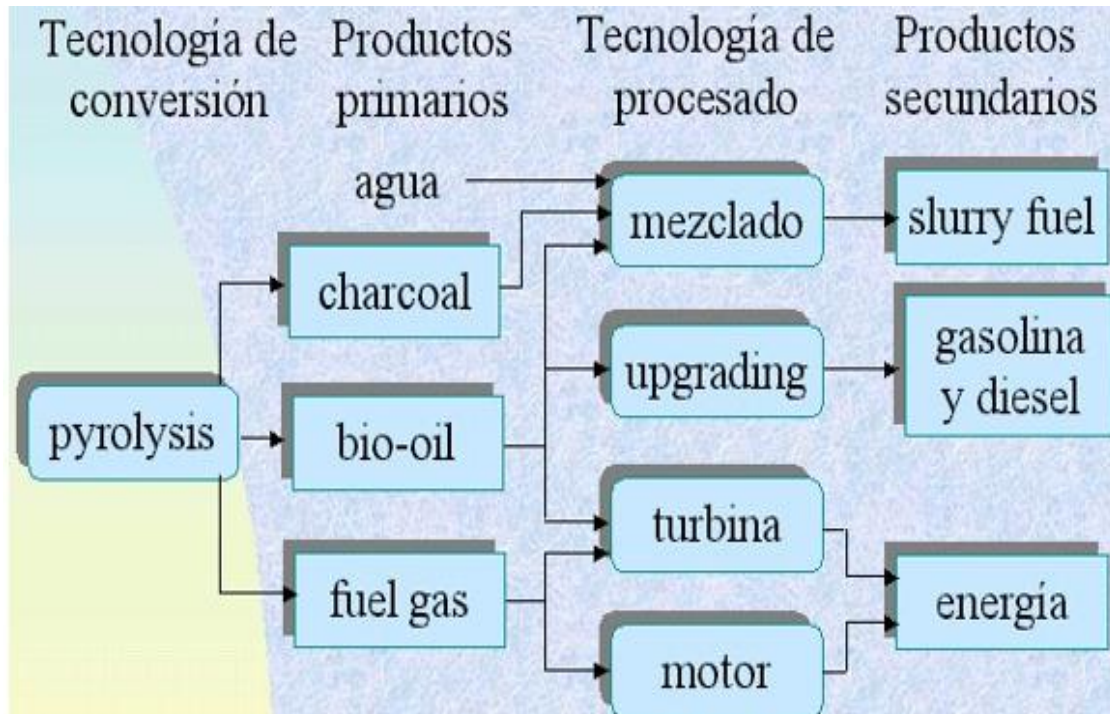 Tecnología de
conversión
Productos
primarios
Tecnología de
procesado
Productos
secundarios
agua
mezclado
slurry fuel
charcoal
upgrading
gasolina
y diesel
pyrolysis
bio-oil
turbina
fuel gas
energía
motor